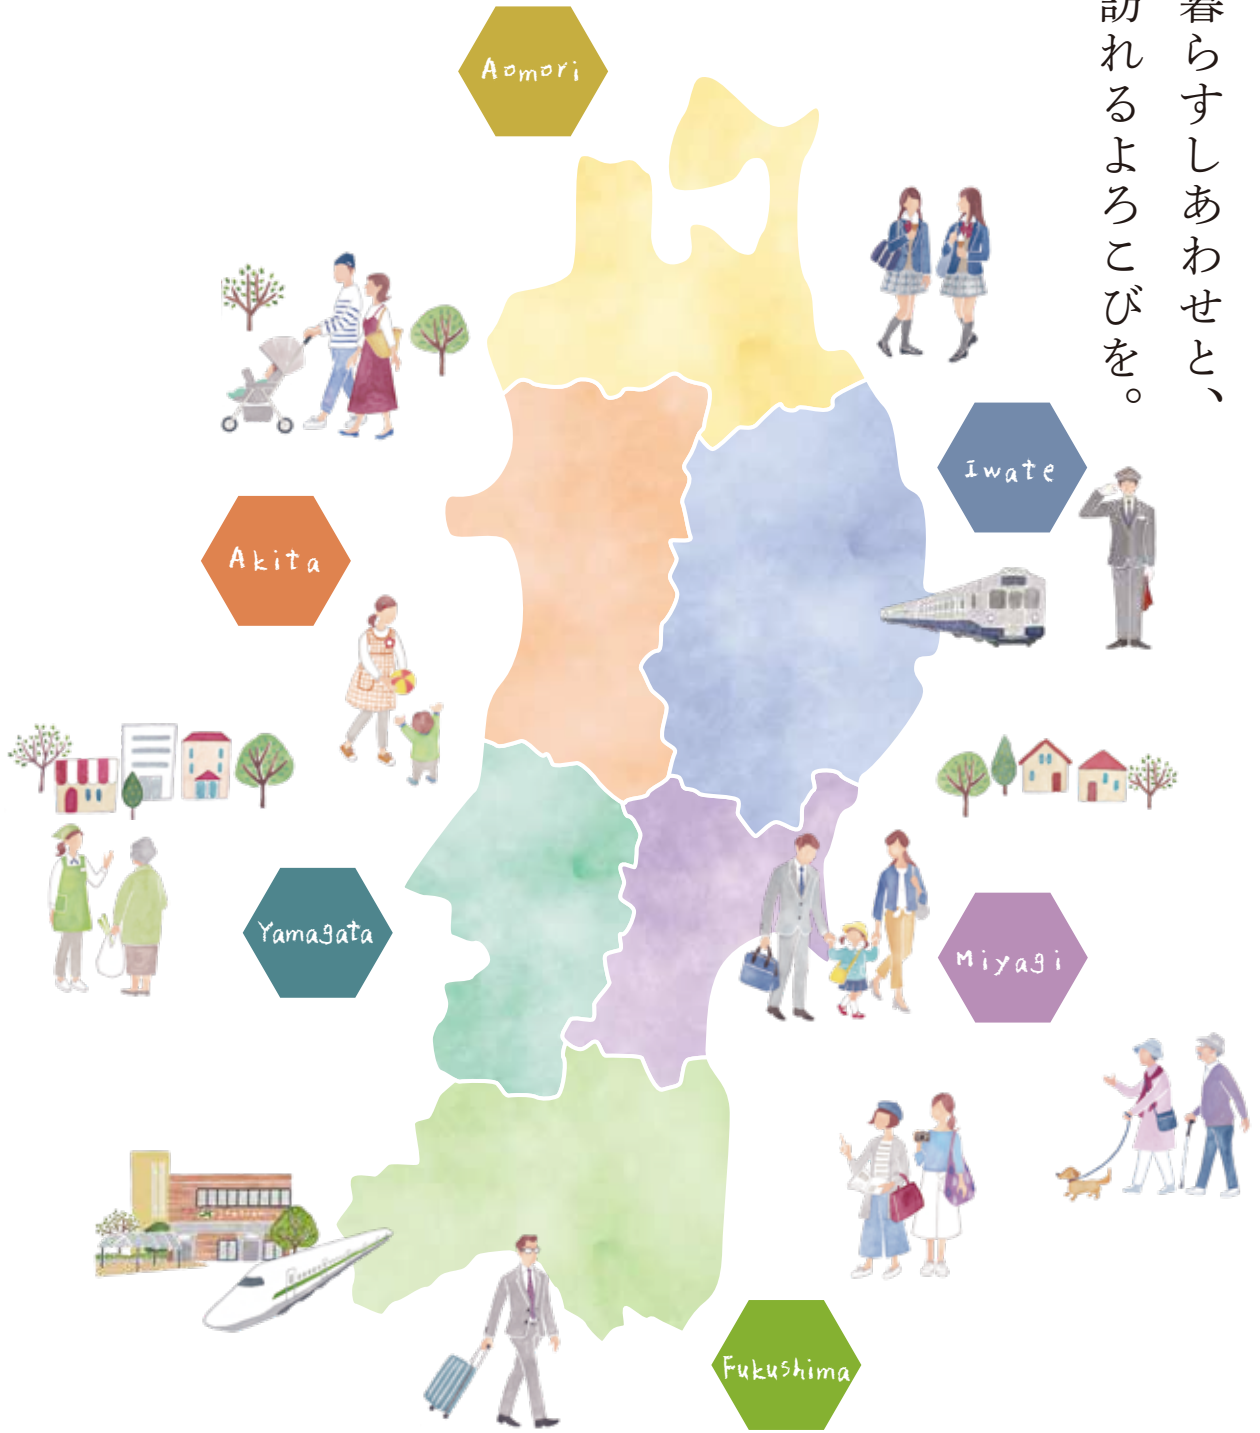 暮らすしあわせと、
訪れるよろこびを。
Aomori
Iwate
Akita
Yamagata
Miyagi
Fukushima